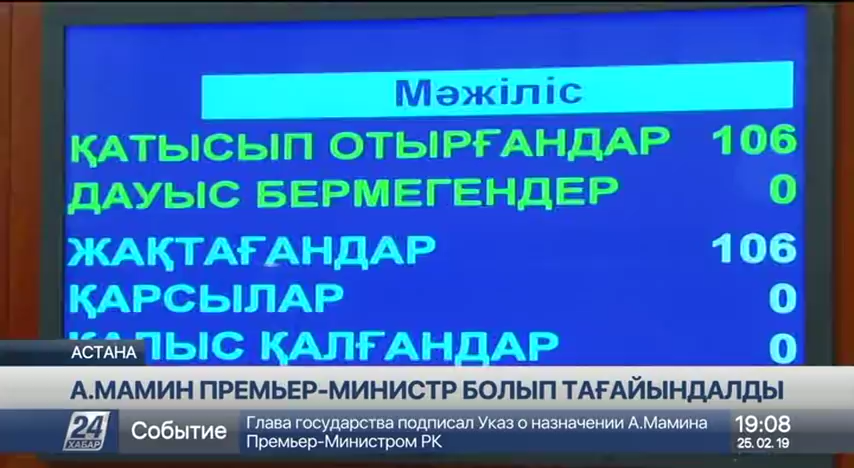 Мәжіліс
ҚАТЫСЫП ОТЫРҒАНДАР 106
ДАУЫС БЕРМЕГЕНДЕР 0
ЖАҚТАҒАНДАР 106
ҚАРСЫЛАР 0
ҚАЛЫС ҚАЛҒАНДАР 0
АСТАНА
А.МАМИН ПРЕМЬЕР-МИНИСТР БОЛЫП ТАҒАЙЫНДАЛДЫ
24 ХАБАР
Событие
Глава государства подписал Указ о назначении А.Мамина
Премьер-Министром РК
19:08
25.02.19